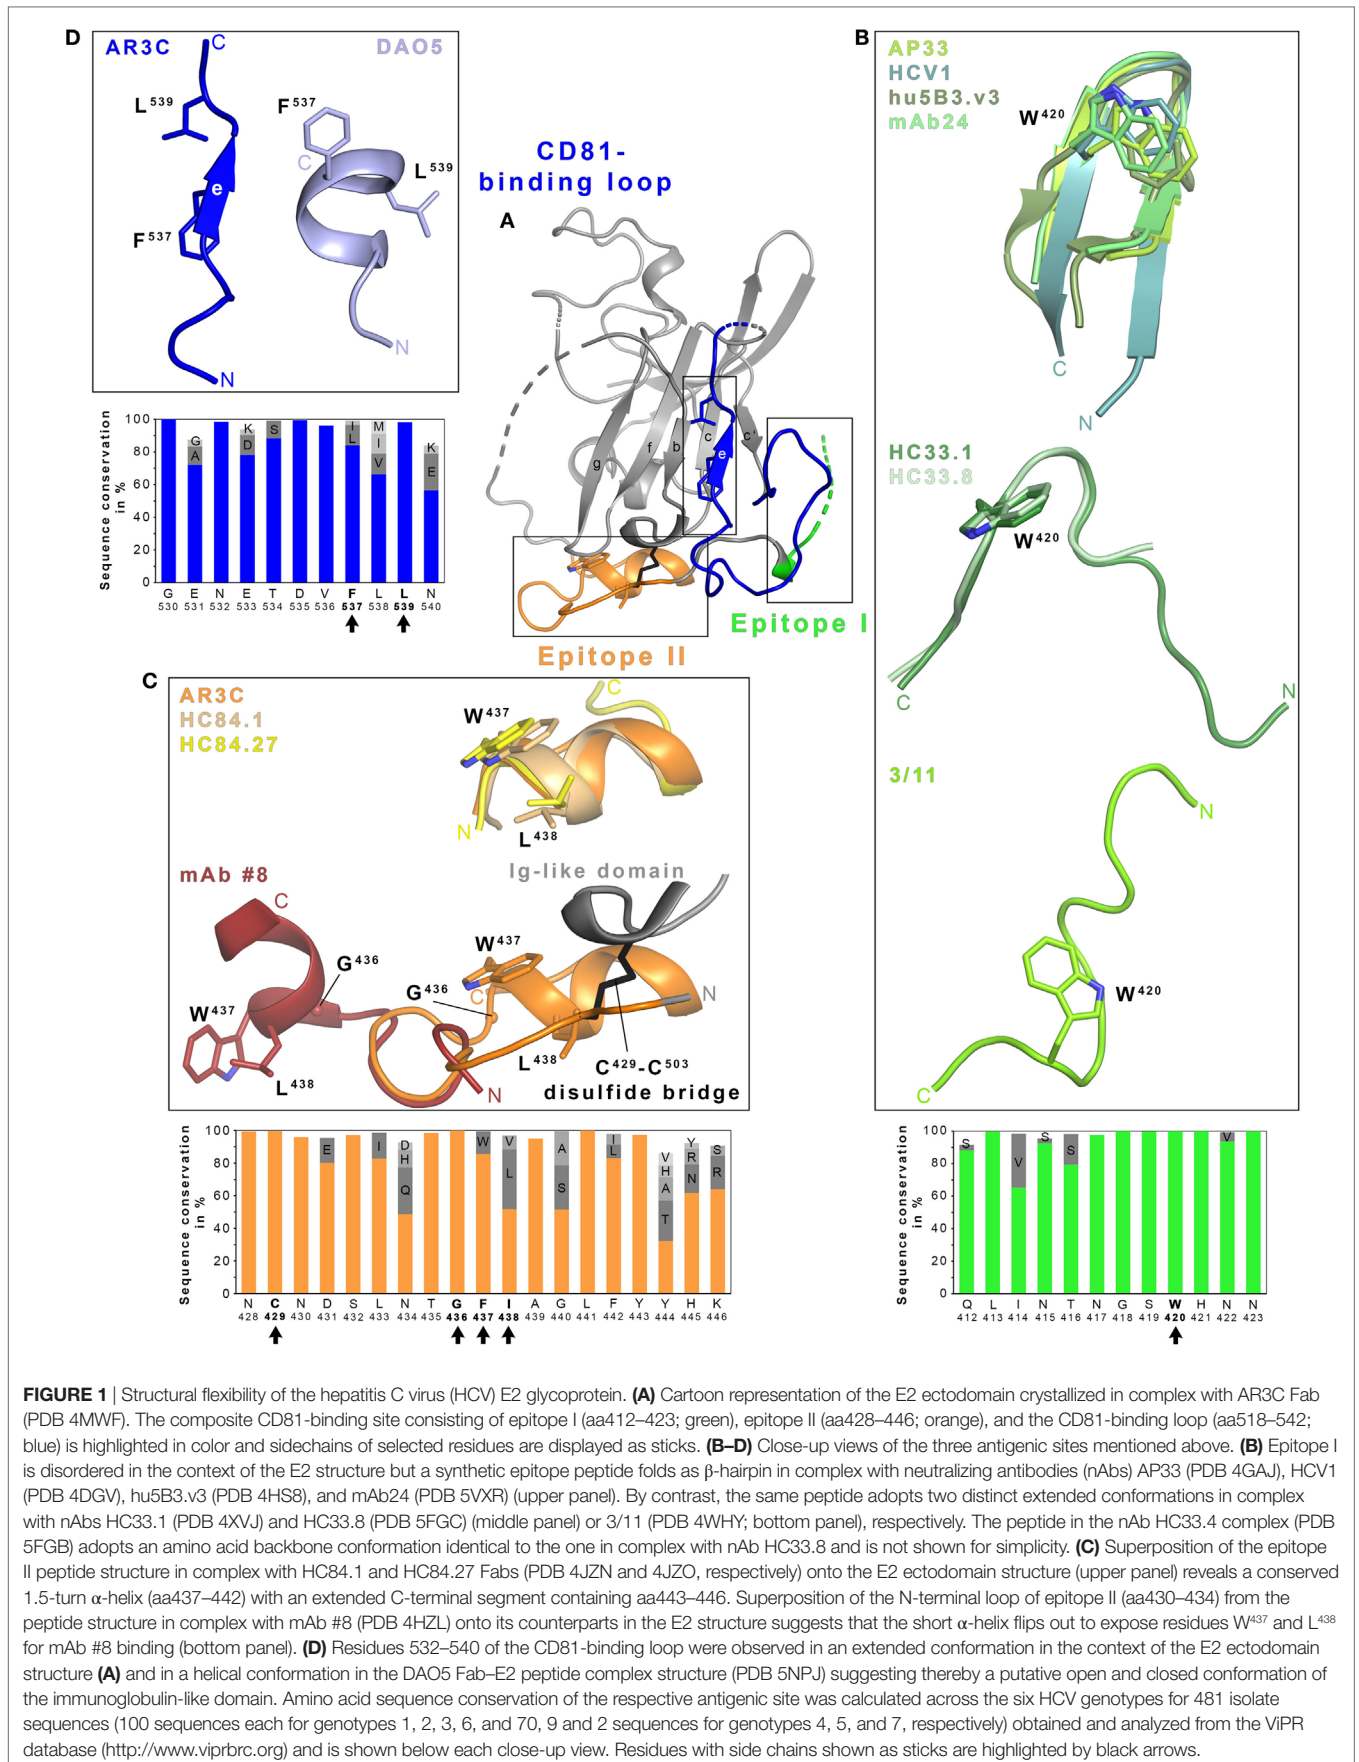 D
AR3C
DAO5
C
L539
F537
e
F537
N
F537
C
L539
N
CD81-
binding loop
A
g
f
b
c
c'
e
Epitope I
Epitope II
B
AP33
HCV1
hu5B3.v3
mAb24
W420
C
N
HC33.1
HC33.8
W420
C
N
3/11
N
W420
C
Sequence conservation
in %
100
80
60
40
20
0
A G
D K
S
L I
V I M
E K
G E N E T D V F L L N
530 531 532 533 534 535 536 537 538 539 540
C
AR3C
HC84.1
HC84.27
C
W437
N
L438
Ig-like domain
mAb #8
C
G436
W437
L438
G436
W437
C
N
L438
N
C429-C503
disulfide bridge
Sequence conservation
in %
100
80
60
40
20
0
E
I
Q H D
W
L V
S A
L I
T A H V
N R Y
R S
N C N D S L N T G F I A G L F Y Y H K
428 429 430 431 432 433 434 435 436 437 438 439 440 441 442 443 444 445 446
Sequence conservation
in %
100
80
60
40
20
0
S
V
S
S
V
Q L I N T N G S W H N N
412 413 414 415 416 417 418 419 420 421 422 423
FIGURE 1 | Structural flexibility of the hepatitis C virus (HCV) E2 glycoprotein. (A) Cartoon representation of the E2 ectodomain crystallized in complex with AR3C Fab
(PDB 4MWF). The composite CD81-binding site consisting of epitope I (aa412–423; green), epitope II (aa428–446; orange), and the CD81-binding loop (aa518–542;
blue) is highlighted in color and sidechains of selected residues are displayed as sticks. (B–D) Close-up views of the three antigenic sites mentioned above. (B) Epitope I
is disordered in the context of the E2 structure but a synthetic epitope peptide folds as β-hairpin in complex with neutralizing antibodies (nAbs) AP33 (PDB 4GAJ), HCV1
(PDB 4DGV), hu5B3.v3 (PDB 4HS8), and mAb24 (PDB 5VXR) (upper panel). By contrast, the same peptide adopts two distinct extended conformations in complex
with nAbs HC33.1 (PDB 4XVJ) and HC33.8 (PDB 5FGC) (middle panel) or 3/11 (PDB 4WHY; bottom panel), respectively. The peptide in the nAb HC33.4 complex (PDB
5FGB) adopts an amino acid backbone conformation identical to the one in complex with nAb HC33.8 and is not shown for simplicity. (C) Superposition of the epitope
II peptide structure in complex with HC84.1 and HC84.27 Fabs (PDB 4JZN and 4JZO, respectively) onto the E2 ectodomain structure (upper panel) reveals a conserved
1.5-turn α-helix (aa437–442) with an extended C-terminal segment containing aa443–446. Superposition of the N-terminal loop of epitope II (aa430–434) from the
peptide structure in complex with mAb #8 (PDB 4HZL) onto its counterparts in the E2 structure suggests that the short α-helix flips out to expose residues W437 and L438
for mAb #8 binding (bottom panel). (D) Residues 532–540 of the CD81-binding loop were observed in an extended conformation in the context of the E2 ectodomain
structure (A) and in a helical conformation in the DAO5 Fab–E2 peptide complex structure (PDB 5NPJ) suggesting thereby a putative open and closed conformation of
the immunoglobulin-like domain. Amino acid sequence conservation of the respective antigenic site was calculated across the six HCV genotypes for 481 isolate
sequences (100 sequences each for genotypes 1, 2, 3, 6, and 70, 9 and 2 sequences for genotypes 4, 5, and 7, respectively) obtained and analyzed from the ViPR
database (http://www.viprbrc.org) and is shown below each close-up view. Residues with side chains shown as sticks are highlighted by black arrows.